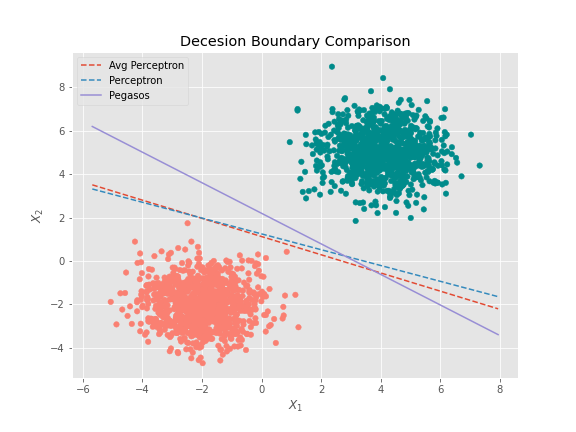 Decesion Boundary Comparison
Avg Perceptron
Perceptron
Pegasos
8
6
4
2
0
−2
−4
X2
−6
−4
−2
0
2
4
6
8
X1